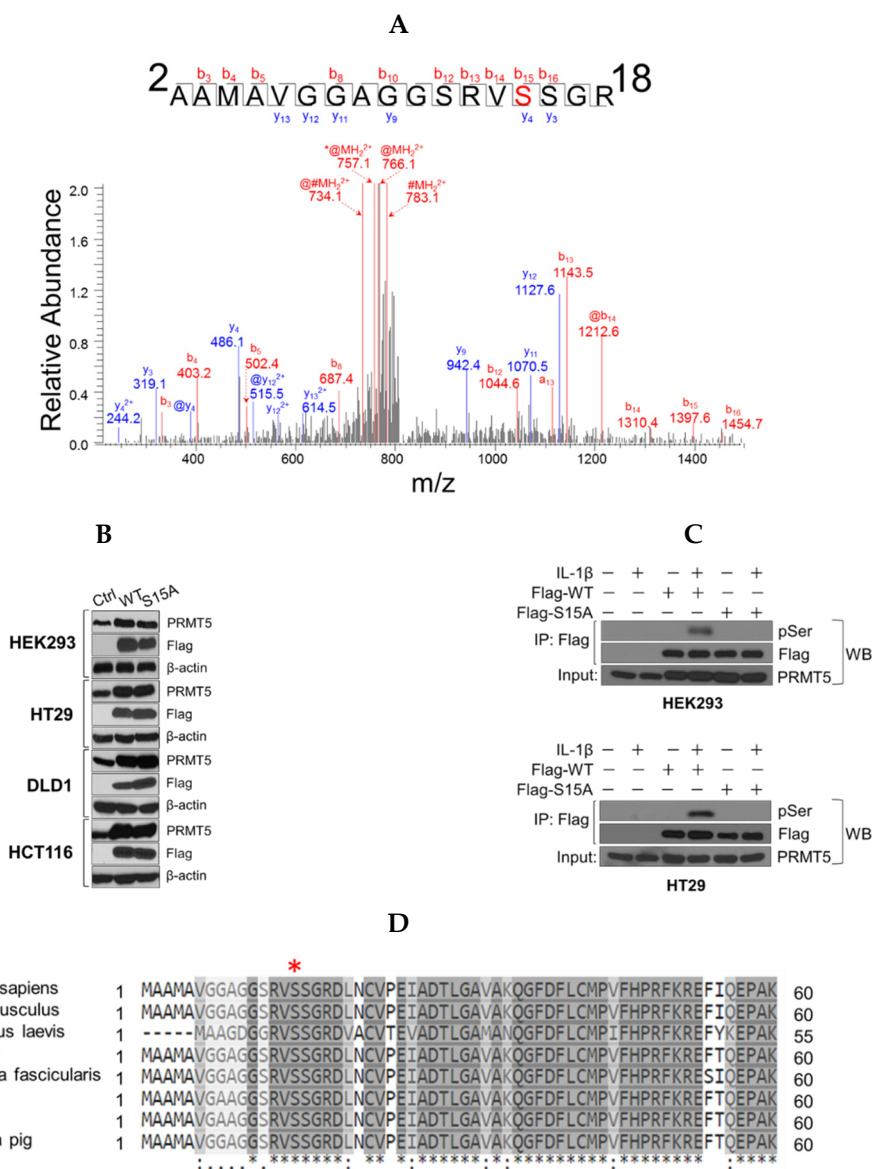 A
b3 b4 b5 b8 b10 b12 b13 b14 b15 b16
2 AAMAVGGAGGSRVSSGR 18
y13 y12 y11 y9 y4 y3
*@MH2 2+ @MH2 2+
757.1 766.1
@#MH2 2+ #MH2 2+
734.1 783.1
Relative Abundance
2.0
1.6
1.2
0.8
0.4
0.0
y4 2+
244.2
y3
319.1
b3
@y4
b4
403.2
y4
486.1
b5
502.4
@y12 2+
515.5
y12 2+
y13 2+
614.5
b8
687.4
y9
942.4
b12
1044.6
y11
1070.5
a13
y12
1127.6
b13
1143.5
@b14
1212.6
b14
1310.4
b15
1397.6
b16
1454.7
400 600 800 1000 1200 1400
m/z
B
Ctrl WT S15A
HEK293
PRMT5
Flag
β-actin
HT29
PRMT5
Flag
β-actin
DLD1
PRMT5
Flag
β-actin
HCT116
PRMT5
Flag
β-actin
C
IL-1β − + − + − +
Flag-WT − − + + − −
Flag-S15A − − − − + +
IP: Flag
pSer
Flag
WB
Input: PRMT5
HEK293
IL-1β − + − + − +
Flag-WT − − + + − −
Flag-S15A − − − − + +
IP: Flag
pSer
Flag
WB
Input: PRMT5
HT29
D
*
sapiens 1 MAAMAVGGAGGSRVSSGRDLNCVPEIADTLGAVAKQGFDFLCMPVFHPRFKREFIQEPAK 60
usculus 1 MAAMAVGGAGGSRVSSGRDLNCVPEIADTLGAVAKQGFDFLCMPVFHPRFKREFIQEPAK 60
us laevis 1 -----MAAGDGGSRVSSGRDVACVTEVADTLGAMANQGFDFLCMPIFHPRFKREFYKEPAK 55
1 MAAMAVGGAGGSRVSSGRDLNCVPEIADTLGAVAKQGFDFLCMPVFHPRFKREFTQEPAK 60
a fascicularis 1 MAAMAVGGAGGSRVSSGRDLNCVPEIADTLGAVAKQGFDFLCMPVFHPRFKRESIQEPAK 60
1 MAAMAVGAAGGSRVSSGRDLNCVPEIADTLGAVAKQGFDFLCMPVFHPRFKREFTQEPAK 60
1 MAAMAVGAAGGSRVSSGRDLNCVPEIADTLGAVAKQGFDFLCMPVFHPRFKREFTQEPAK 60
pig 1 MAAMAVGGAGGSRVSSGRDLNCVPEIADTLGAVAKQGFDFLCMPVFHPRFKREFTQEPAK 60